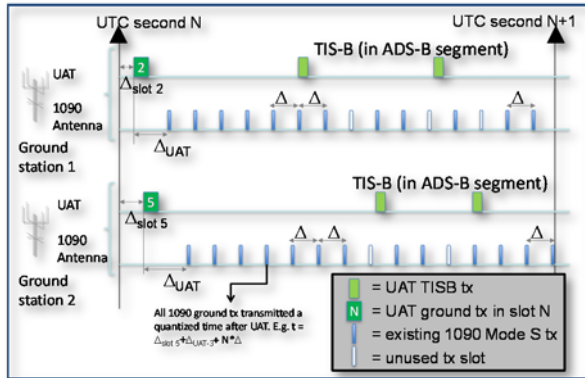 UTC second N
UTC second N+1
TIS-B (in ADS-B segment)
UAT
2
Δslot 2
1090
Antenna
Δ Δ Δ
ΔUAT
Ground
station 1
TIS-B (in ADS-B segment)
UAT
5
Δslot 5
1090
Antenna
Δ Δ Δ
ΔUAT
Ground
station 2
All 1090 ground tx transmitted a
quantized time after UAT. E.g. t =
Δslot 5+ΔUAT-3+ N*Δ
= UAT TISB tx
N = UAT ground tx in slot N
= existing 1090 Mode S tx
= unused tx slot